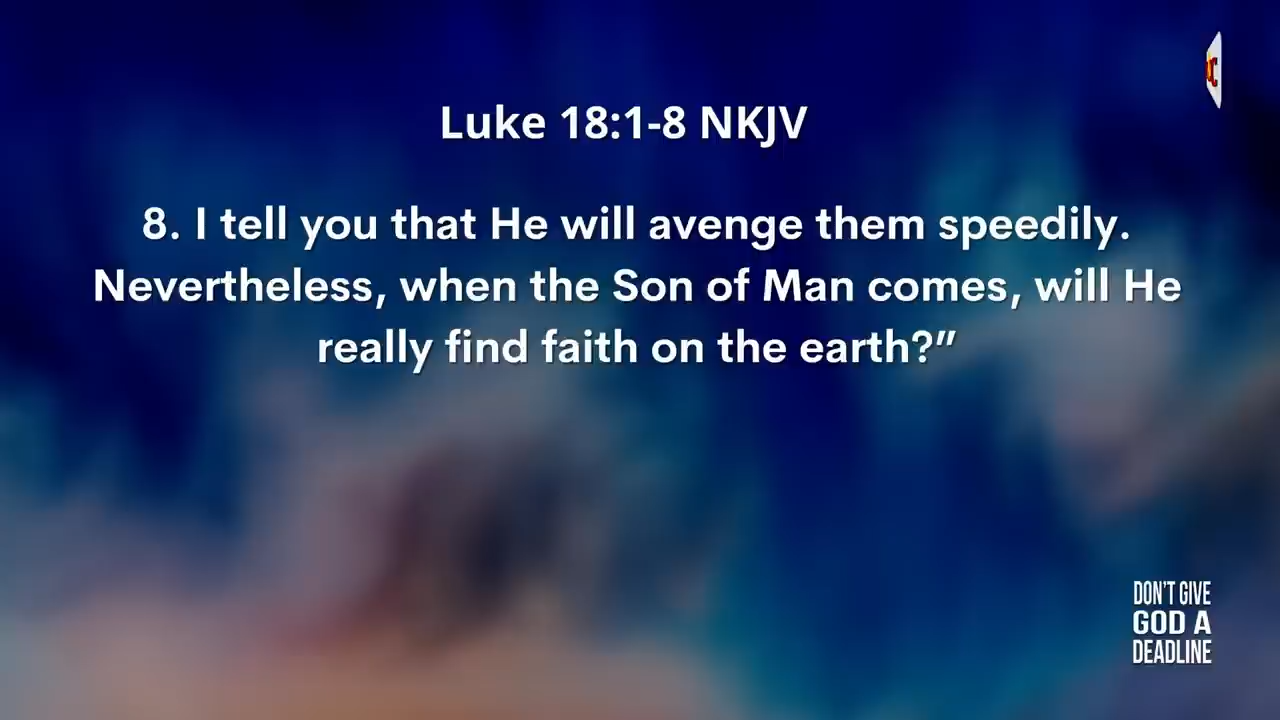 Luke 18:1-8 NKJV
8. I tell you that He will avenge them speedily.
Nevertheless, when the Son of Man comes, will He
really find faith on the earth?”
DON'T GIVE
GOD A
DEADLINE